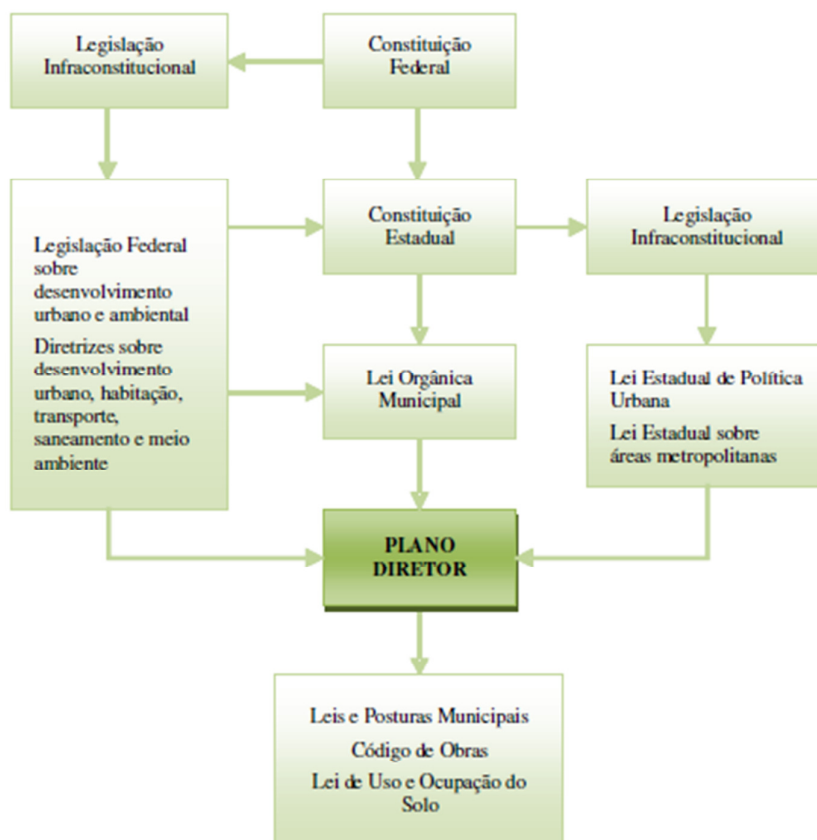 Legislação
Infraconstitucional
Constituição
Federal
Legislação Federal
sobre
desenvolvimento
urbano e ambiental
Diretrizes sobre
desenvolvimento
urbano, habitação,
transporte,
saneamento e meio
ambiente
Constituição
Estadual
Legislação
Infraconstitucional
Lei Orgânica
Municipal
Lei Estadual de Política
Urbana
Lei Estadual sobre
áreas metropolitanas
PLANO
DIRETOR
Leis e Posturas Municipais
Código de Obras
Lei de Uso e Ocupação do
Solo